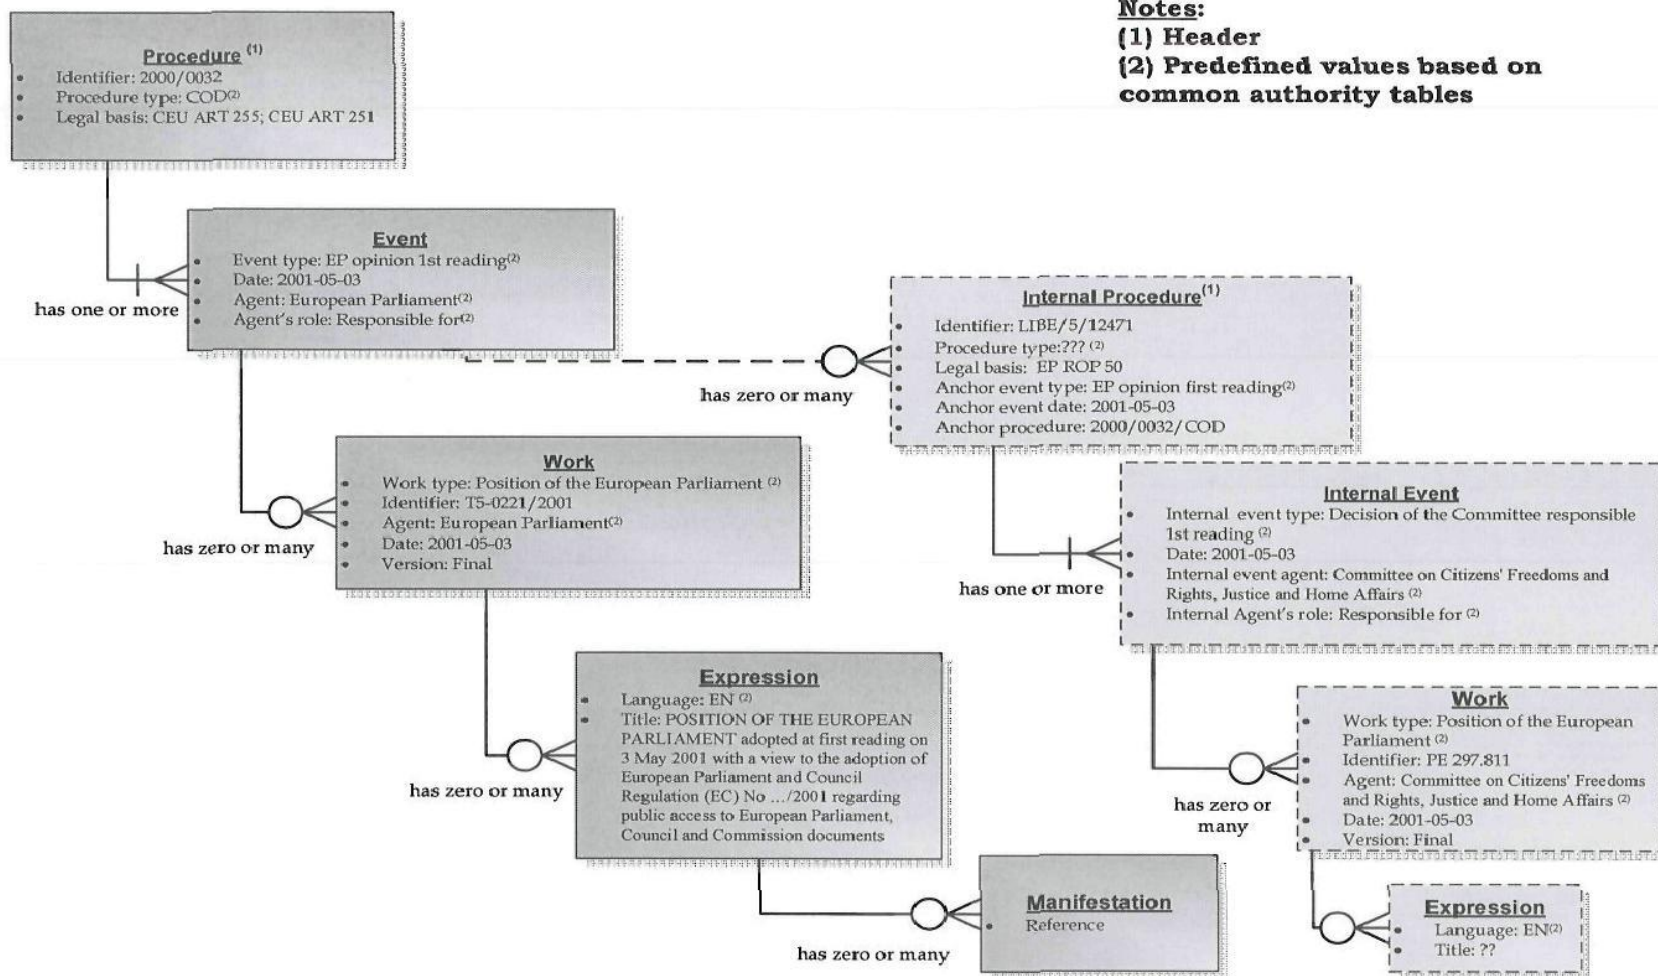 Notes:
(1) Header
(2) Predefined values based on
common authority tables
Procedure (1)
• Identifier: 2000/0032
• Procedure type: COD(2)
• Legal basis: CEU ART 255; CEU ART 251
has one or more
Event
• Event type: EP opinion 1st reading(2)
• Date: 2001-05-03
• Agent: European Parliament(2)
• Agent's role: Responsible for(2)
has zero or many
Internal Procedure(1)
• Identifier: LIBE/5/12471
• Procedure type:??? (2)
• Legal basis: EP ROP 50
• Anchor event type: EP opinion first reading(2)
• Anchor event date: 2001-05-03
• Anchor procedure: 2000/0032/COD
has zero or many
Work
• Work type: Position of the European Parliament (2)
• Identifier: T5-0221/2001
• Agent: European Parliament(2)
• Date: 2001-05-03
• Version: Final
has one or more
Internal Event
• Internal event type: Decision of the Committee responsible
1st reading (2)
• Date: 2001-05-03
• Internal event agent: Committee on Citizens' Freedoms and
Rights, Justice and Home Affairs (2)
• Internal Agent's role: Responsible for (2)
has zero or many
Expression
• Language: EN (2)
• Title: POSITION OF THE EUROPEAN
PARLIAMENT adopted at first reading on
3 May 2001 with a view to the adoption of
European Parliament and Council
Regulation (EC) No .../2001 regarding
public access to European Parliament,
Council and Commission documents
has zero or
many
Work
• Work type: Position of the European
Parliament (2)
• Identifier: PE 297.811
• Agent: Committee on Citizens' Freedoms
and Rights, Justice and Home Affairs (2)
• Date: 2001-05-03
• Version: Final
has zero or many
Manifestation
• Reference
Expression
• Language: EN(2)
• Title: ??